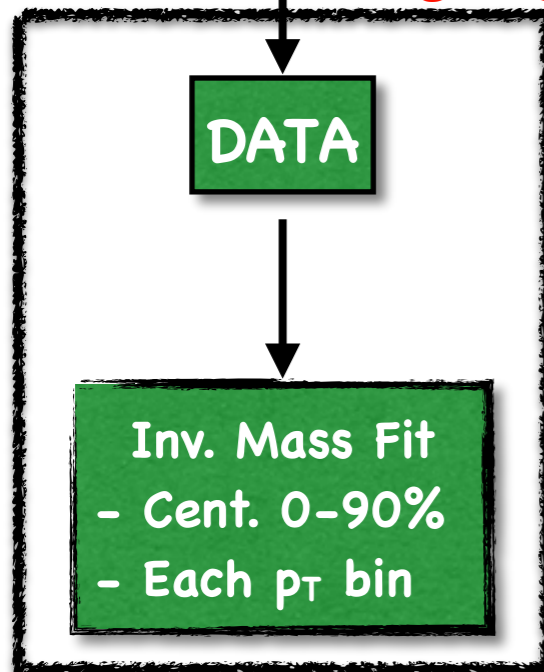 DATA
Inv. Mass Fit
- Cent. 0-90%
- Each pT bin